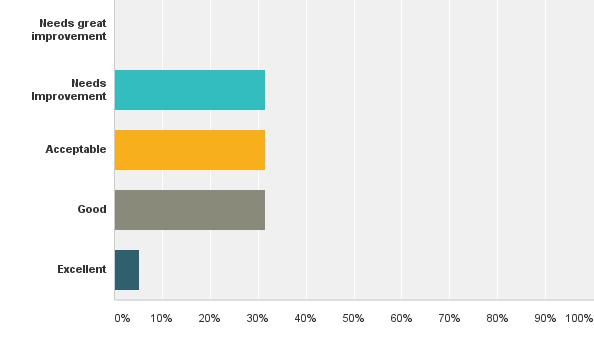 Needs great
improvement
Needs
Improvement
Acceptable
Good
Excellent
0% 10% 20% 30% 40% 50% 60% 70% 80% 90% 100%